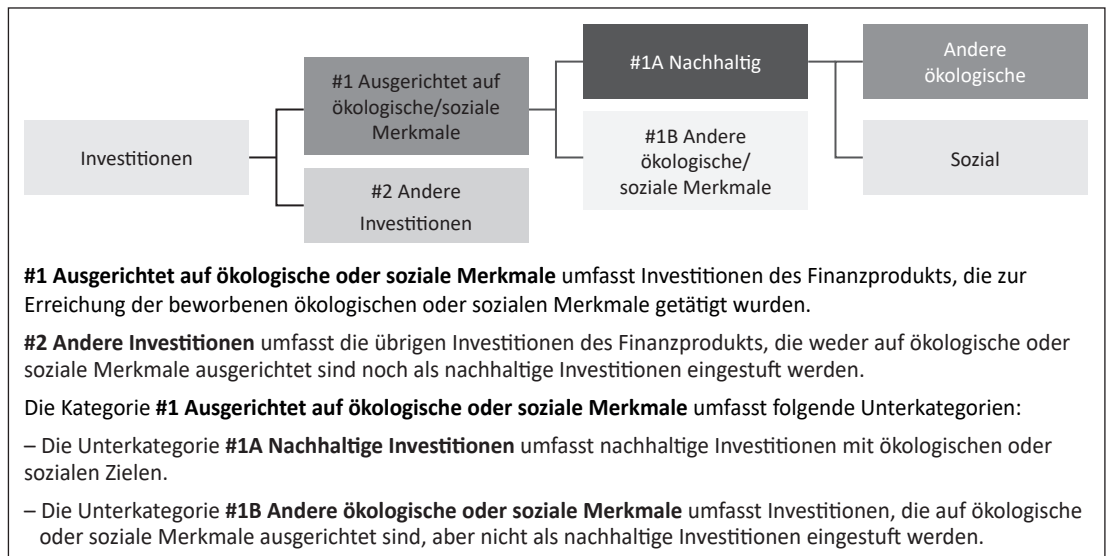 Investitionen
#1 Ausgerichtet auf
ökologische/soziale
Merkmale
#2 Andere
Investitionen
#1A Nachhaltig
#1B Andere
ökologische/
soziale Merkmale
Andere
ökologische
Sozial
#1 Ausgerichtet auf ökologische oder soziale Merkmale umfasst Investitionen des Finanzprodukts, die zur
Erreichung der beworbenen ökologischen oder sozialen Merkmale getätigt wurden.
#2 Andere Investitionen umfasst die übrigen Investitionen des Finanzprodukts, die weder auf ökologische oder
soziale Merkmale ausgerichtet sind noch als nachhaltige Investitionen eingestuft werden.
Die Kategorie #1 Ausgerichtet auf ökologische oder soziale Merkmale umfasst folgende Unterkategorien:
– Die Unterkategorie #1A Nachhaltige Investitionen umfasst nachhaltige Investitionen mit ökologischen oder
sozialen Zielen.
– Die Unterkategorie #1B Andere ökologische oder soziale Merkmale umfasst Investitionen, die auf ökologische
oder soziale Merkmale ausgerichtet sind, aber nicht als nachhaltige Investitionen eingestuft werden.